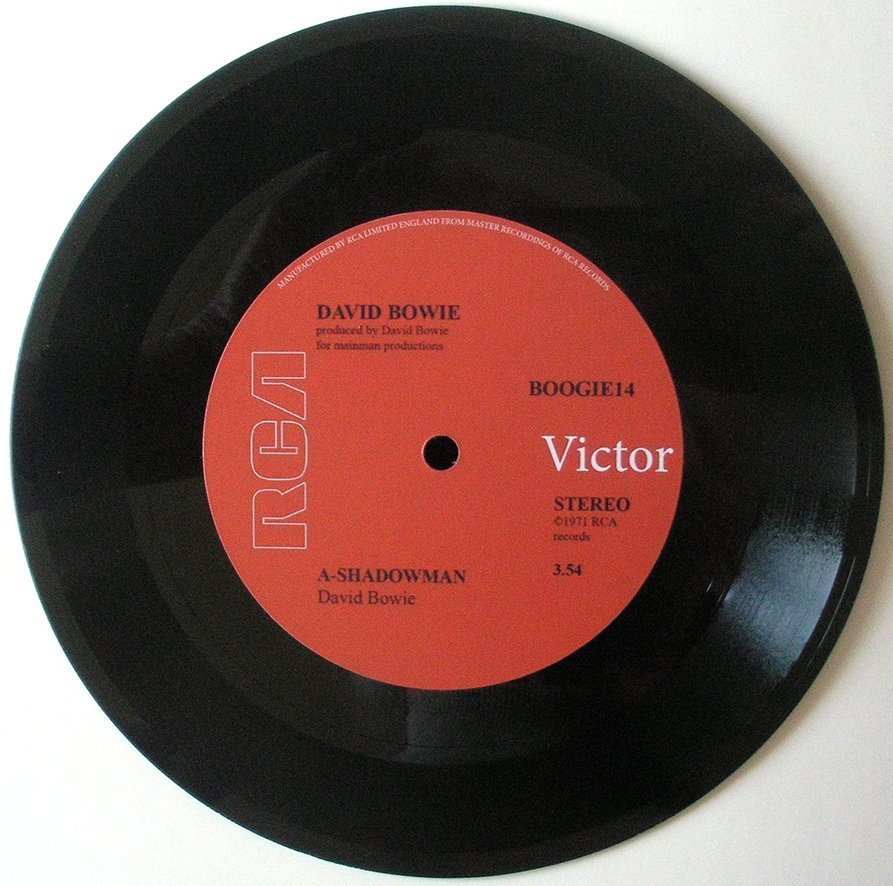 MANUFACTURED BY RCA LIMITED ENGLAND FROM MASTER RECORDINGS OF RCA RECORDS
DAVID BOWIE
produced by David Bowie
for mainman productions
RCA
BOOGIE14
Victor
STEREO
©1971 RCA
records
3.54
A-SHADOWMAN
David Bowie